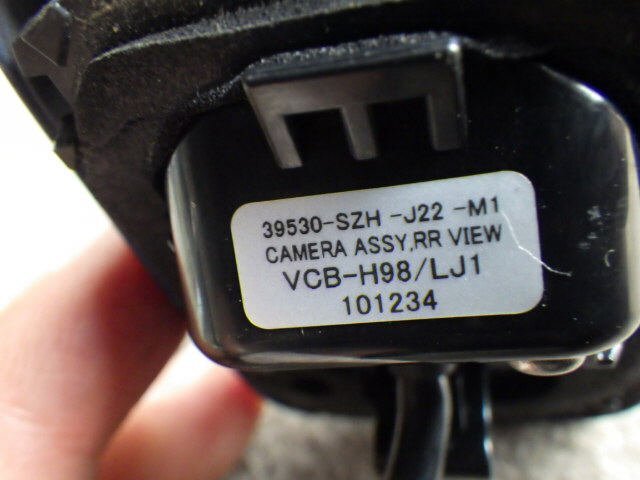 39530-SZH -J22 -M1
CAMERA ASSY,RR VIEW
VCB-H98/LJ1
101234